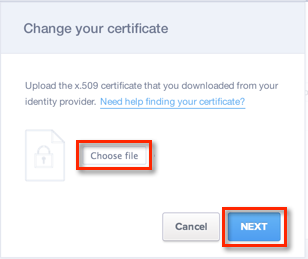 Change your certificate
Upload the x.509 certificate that you downloaded from your
identity provider. Need help finding your certificate?
Choose file
Cancel
NEXT